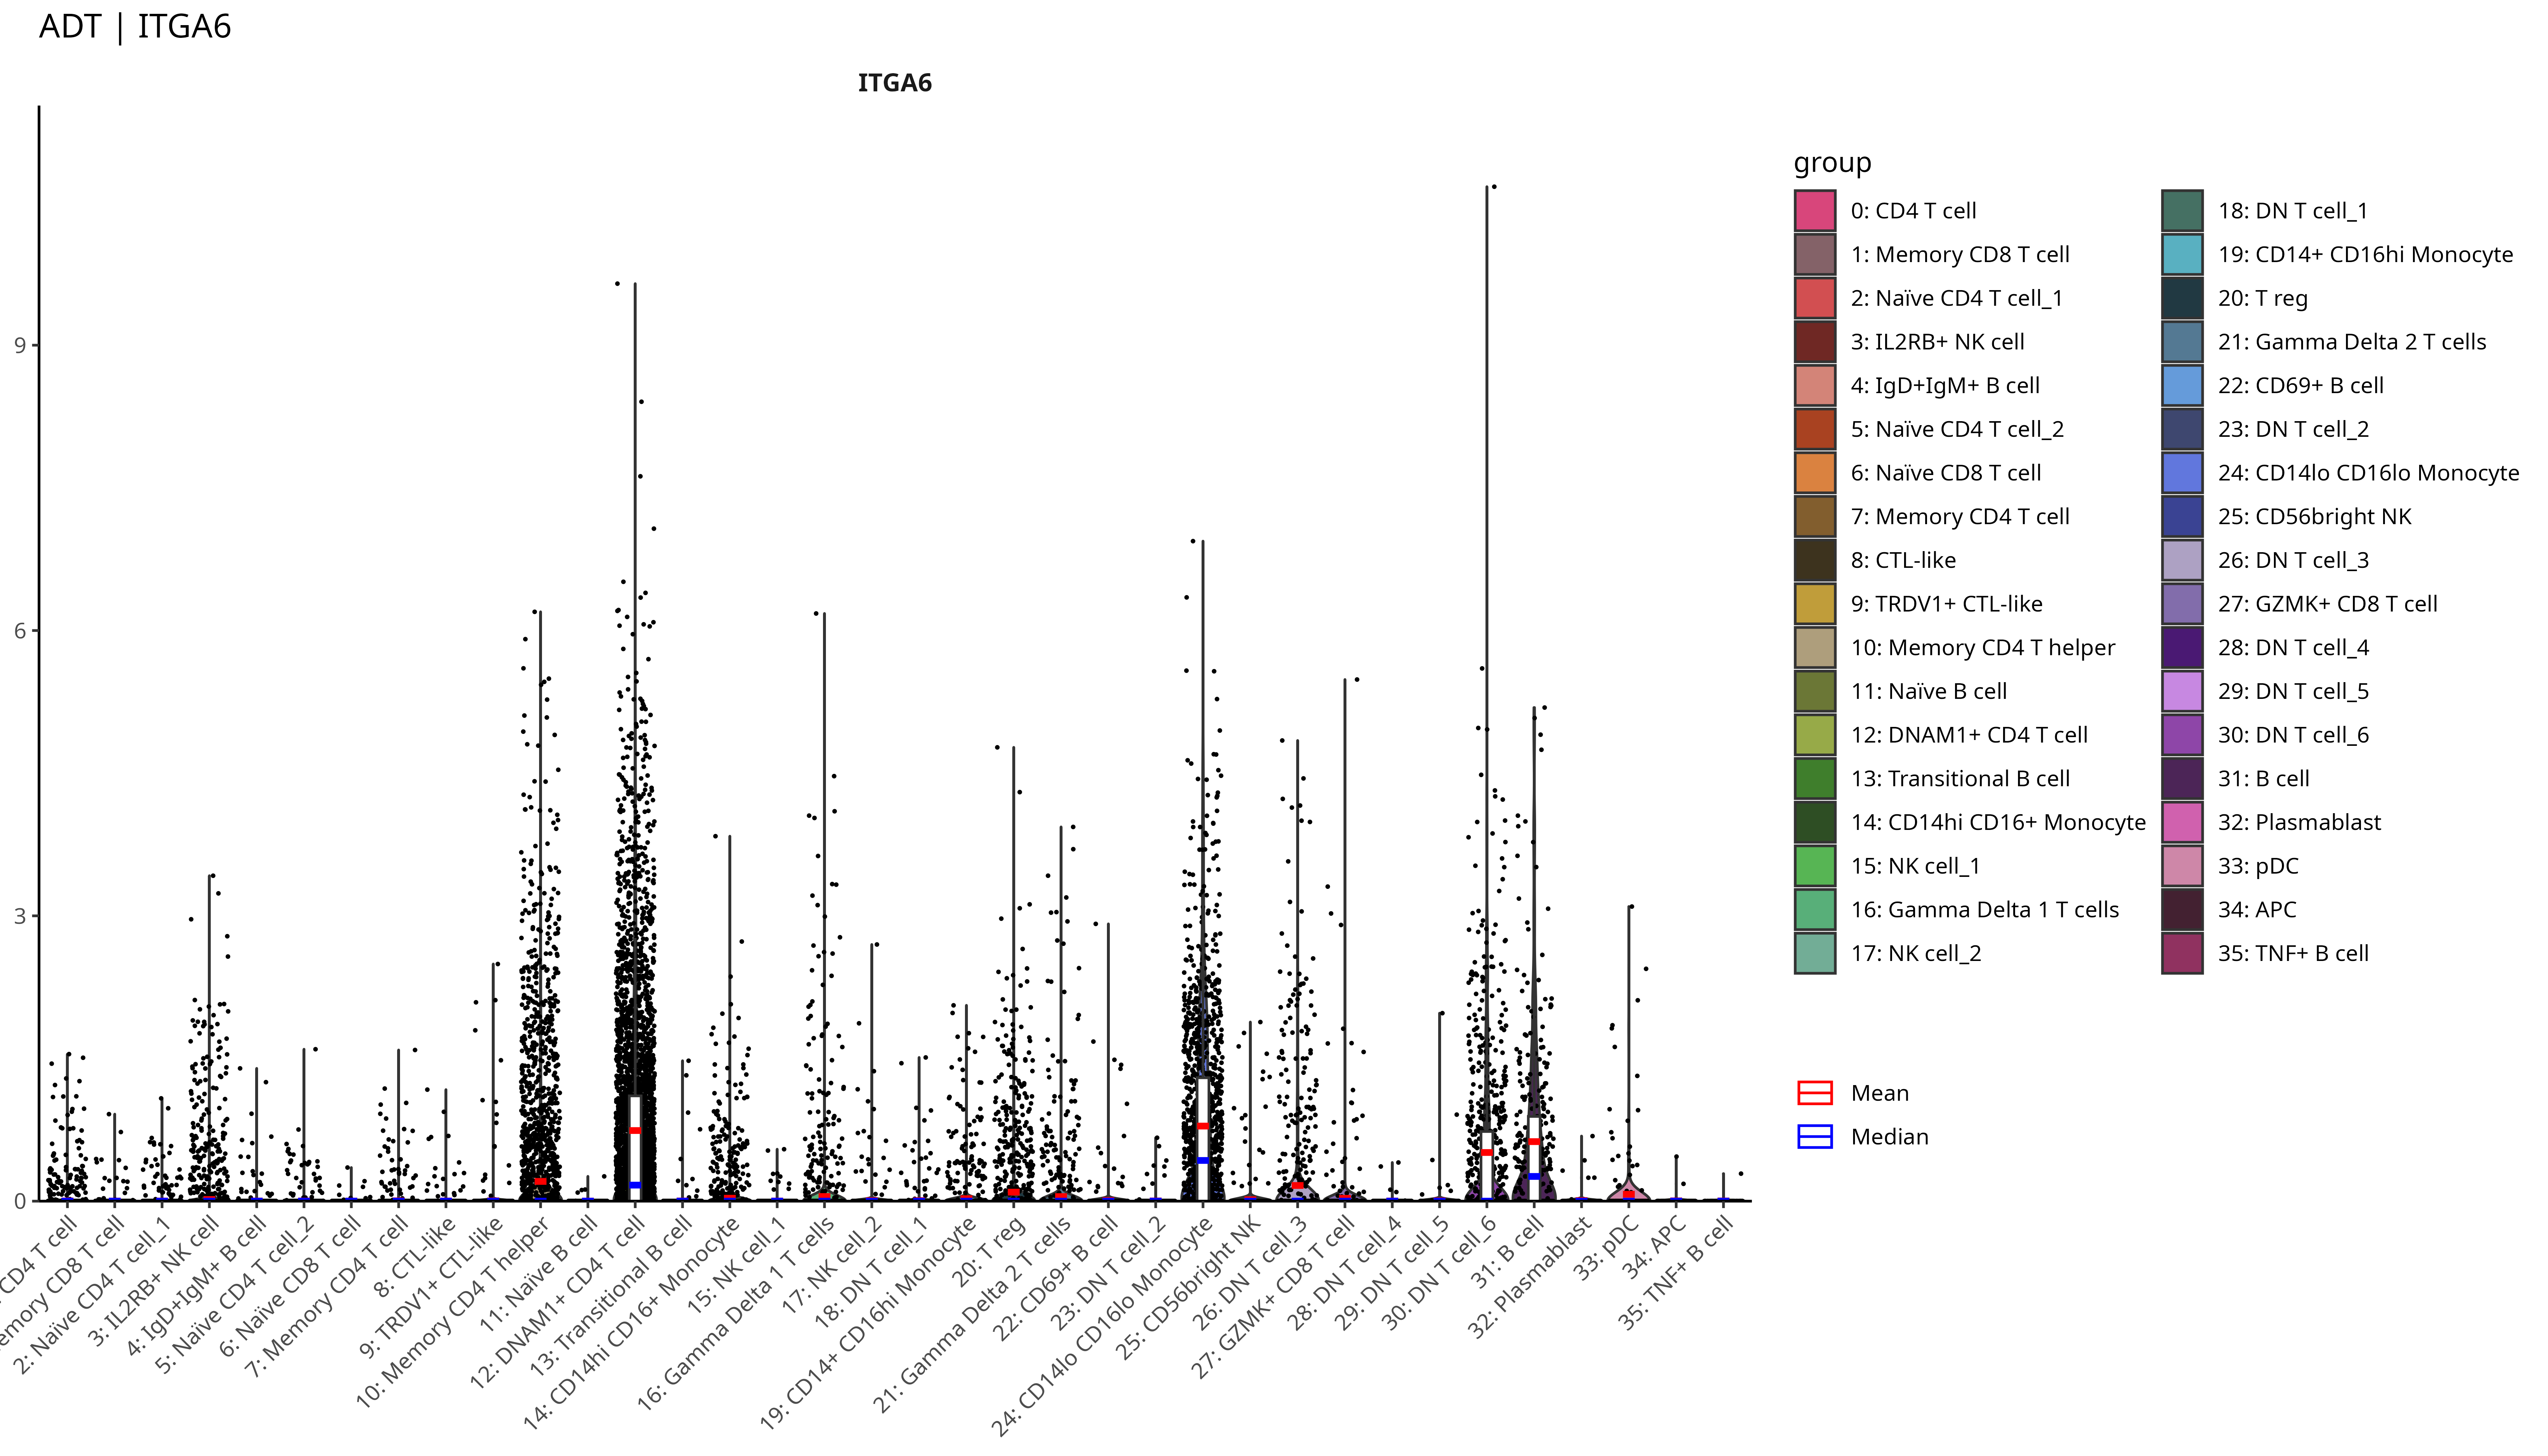 ADT | ITGA6
ITGA6
9
6
3
0
CD4 T cell
emory CD8 T cell
2: Naïve CD4 T cell_1
3: IL2RB+ NK cell
4: IgD+IgM+ B cell
5: Naïve CD4 T cell_2
6: Naïve CD8 T cell
7: Memory CD4 T cell
8: CTL-like
9: TRDV1+ CTL-like
10: Memory CD4 T helper
11: Naïve B cell
12: DNAM1+ CD4 T cell
13: Transitional B cell
14: CD14hi CD16+ Monocyte
15: NK cell_1
16: Gamma Delta 1 T cells
17: NK cell_2
18: DN T cell_1
19: CD14+ CD16hi Monocyte
20: T reg
21: Gamma Delta 2 T cells
22: CD69+ B cell
23: DN T cell_2
24: CD14lo CD16lo Monocyte
25: CD56bright NK
26: DN T cell_3
27: GZMK+ CD8 T cell
28: DN T cell_4
29: DN T cell_5
30: DN T cell_6
31: B cell
32: Plasmablast
33: pDC
34: APC
35: TNF+ B cell
group
0: CD4 T cell
1: Memory CD8 T cell
2: Naïve CD4 T cell_1
3: IL2RB+ NK cell
4: IgD+IgM+ B cell
5: Naïve CD4 T cell_2
6: Naïve CD8 T cell
7: Memory CD4 T cell
8: CTL-like
9: TRDV1+ CTL-like
10: Memory CD4 T helper
11: Naïve B cell
12: DNAM1+ CD4 T cell
13: Transitional B cell
14: CD14hi CD16+ Monocyte
15: NK cell_1
16: Gamma Delta 1 T cells
17: NK cell_2
18: DN T cell_1
19: CD14+ CD16hi Monocyte
20: T reg
21: Gamma Delta 2 T cells
22: CD69+ B cell
23: DN T cell_2
24: CD14lo CD16lo Monocyte
25: CD56bright NK
26: DN T cell_3
27: GZMK+ CD8 T cell
28: DN T cell_4
29: DN T cell_5
30: DN T cell_6
31: B cell
32: Plasmablast
33: pDC
34: APC
35: TNF+ B cell
Mean
Median